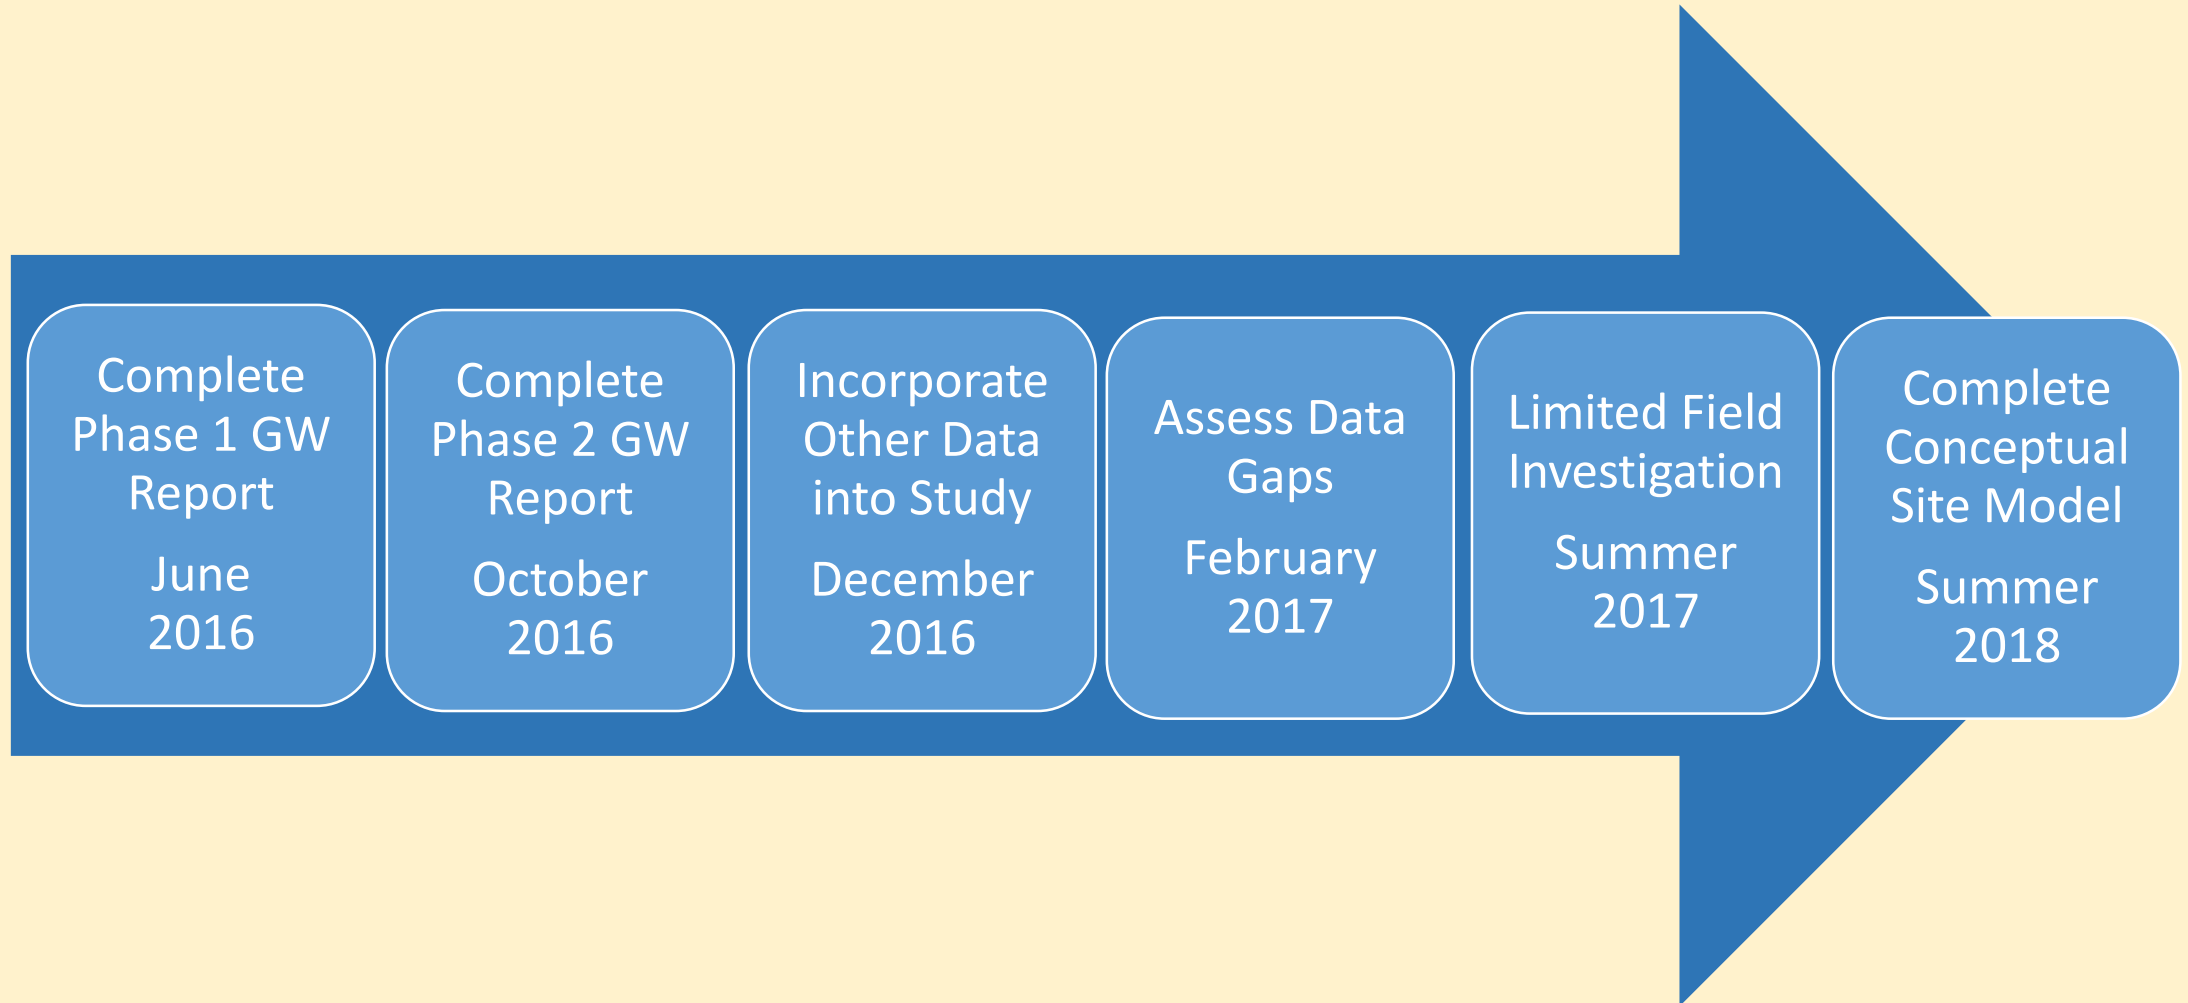 Complete
Phase 1 GW
Report
June
2016
Complete
Phase 2 GW
Report
October
2016
Incorporate
Other Data
into Study
December
2016
Assess Data
Gaps
February
2017
Limited Field
Investigation
Summer
2017
Complete
Conceptual
Site Model
Summer
2018